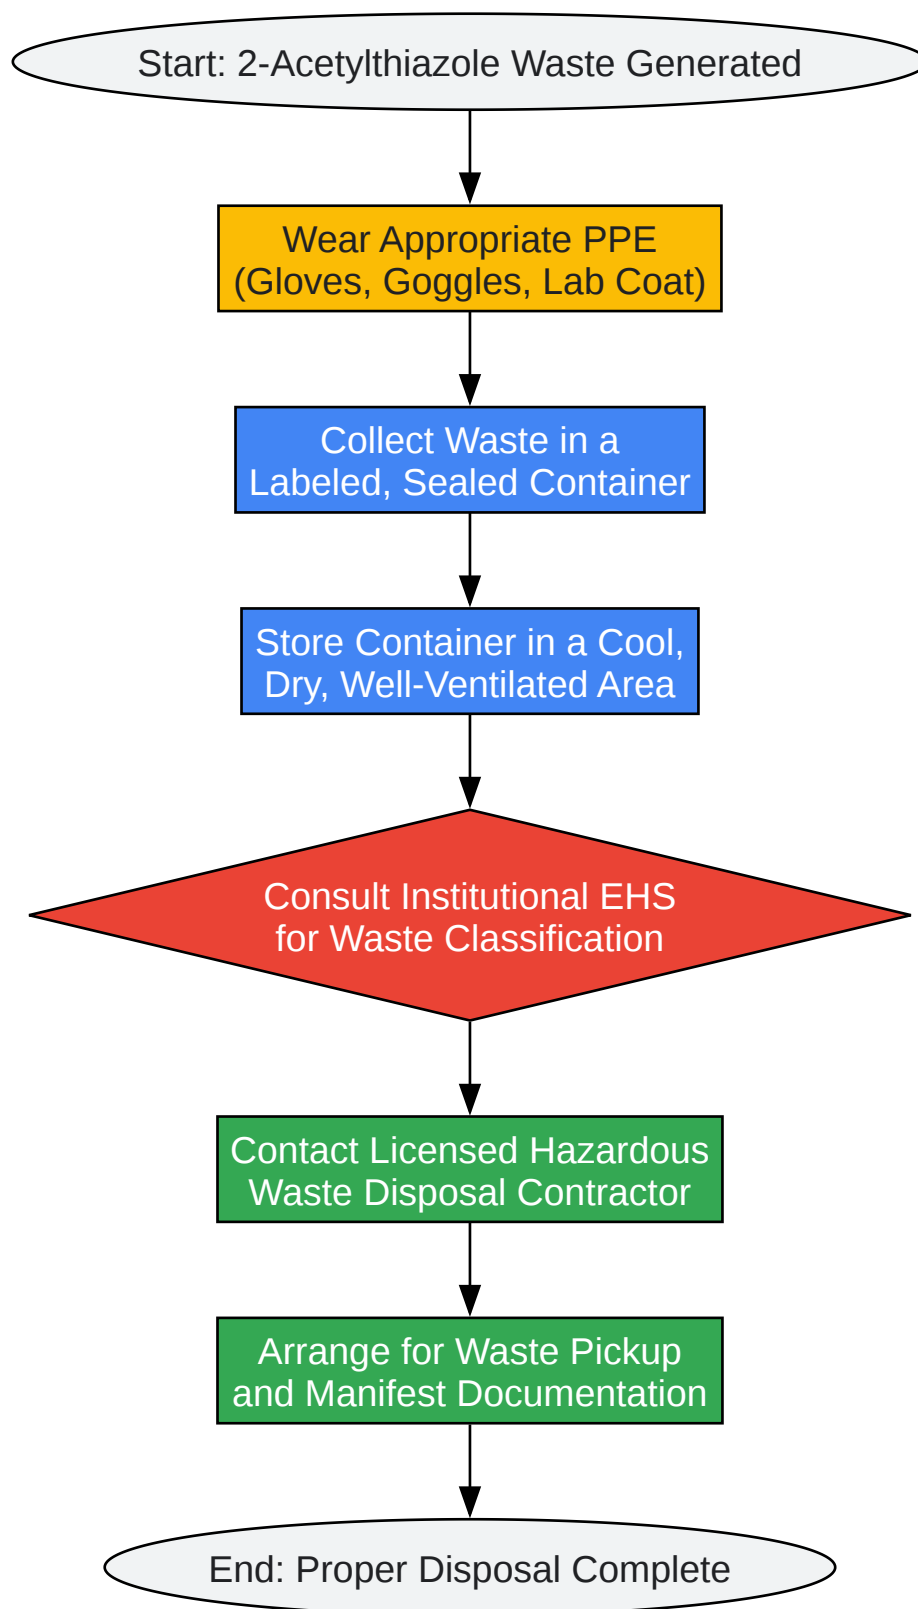 Start: 2-Acetylthiazole Waste Generated
Wear Appropriate PPE
(Gloves, Goggles, Lab Coat)
Collect Waste in a
Labeled, Sealed Container
Store Container in a Cool,
Dry, Well-Ventilated Area
Consult Institutional EHS
for Waste Classification
Contact Licensed Hazardous
Waste Disposal Contractor
Arrange for Waste Pickup
and Manifest Documentation
End: Proper Disposal Complete